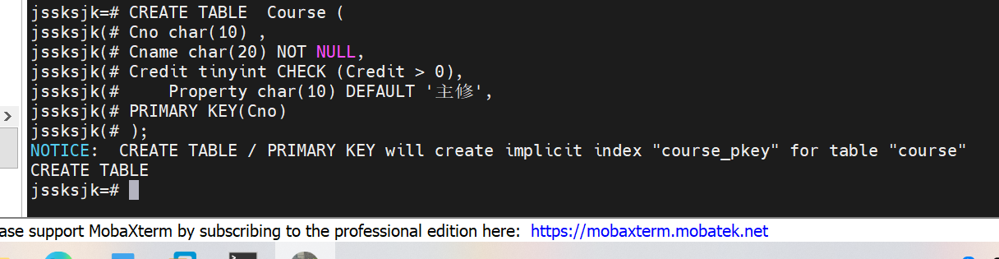 jssksjk=# CREATE TABLE  Course (
jssksjk(# Cno char(10) ,
jssksjk(# Cname char(20) NOT NULL,
jssksjk(# Credit tinyint CHECK (Credit > 0),
jssksjk(#     Property char(10) DEFAULT '主修',
jssksjk(# PRIMARY KEY(Cno)
jssksjk(# );
NOTICE:  CREATE TABLE / PRIMARY KEY will create implicit index "course_pkey" for table "course"
CREATE TABLE
jssksjk=#
ase support MobaXterm by subscribing to the professional edition here:  https://mobaxterm.mobatek.net